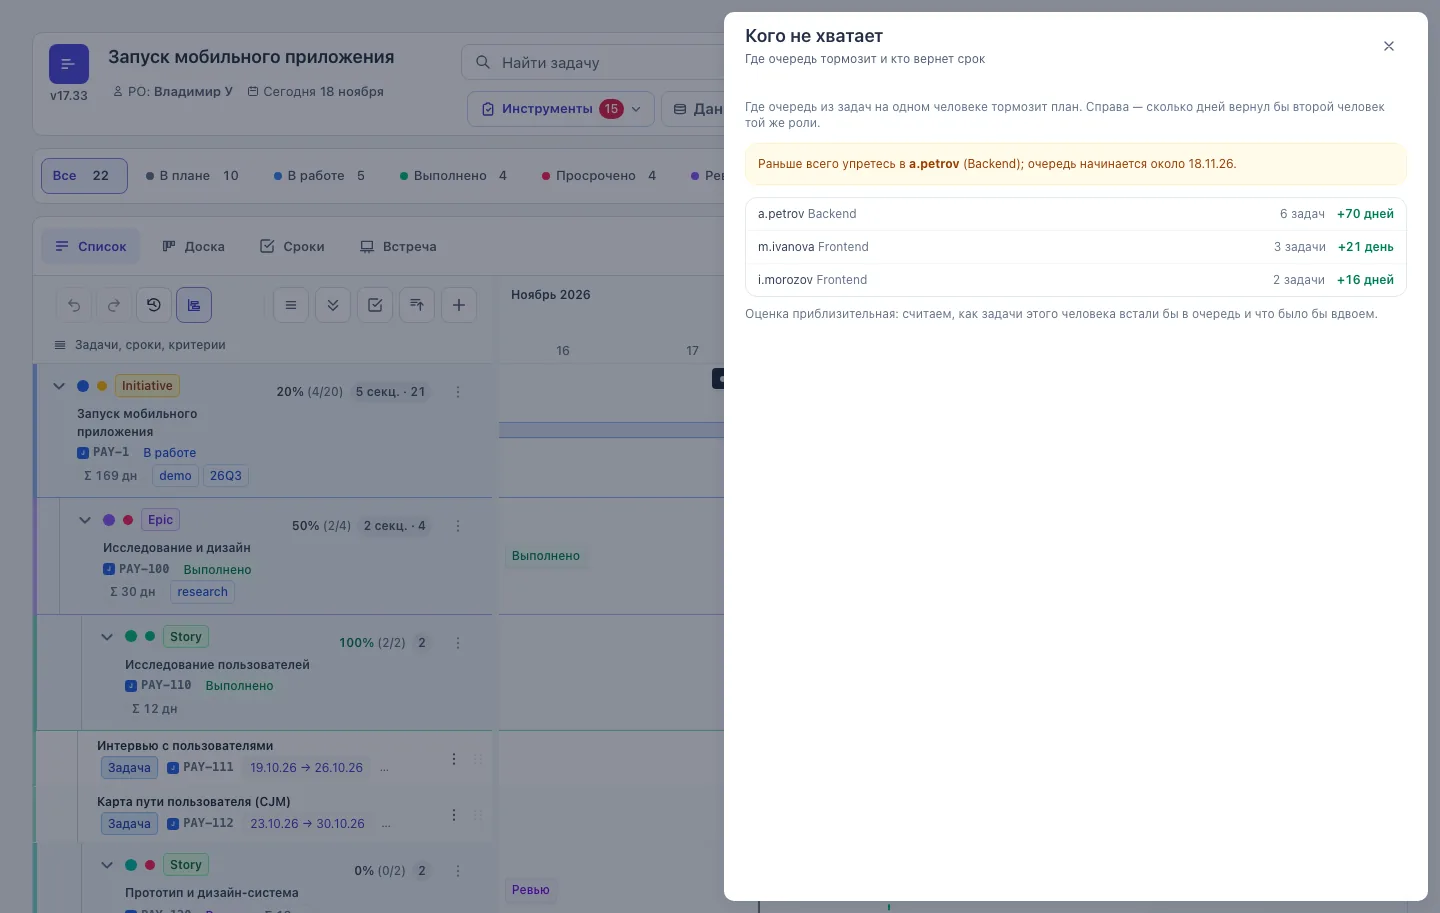 Запуск мобильного приложения
v17.33
РО: Владимир У
Сегодня 18 ноября
Найти задачу
Инструменты 15
Все 22
В плане 10
В работе 5
Выполнено 4
Просрочено 4
Список
Доска
Сроки
Встреча
Ноябрь 2026
Задачи, сроки, критерии
16
17
Initiative
20% (4/20)
5 секц. · 21
Запуск мобильного
приложения
PAY-1 В работе
Σ 169 дн demo 26Q3
Epic
50% (2/4)
2 секц. · 4
Исследование и дизайн
PAY-100 Выполнено
Σ 30 дн research
Выполнено
Story
100% (2/2) 2
Исследование пользователей
PAY-110 Выполнено
Σ 12 дн
Интервью с пользователями
Задача PAY-111 19.10.26 → 26.10.26 ...
Карта пути пользователя (CJM)
Задача PAY-112 23.10.26 → 30.10.26 ...
Story
0% (0/2) 2
Прототип и дизайн-система
Ревью
Кого не хватает
Где очередь тормозит и кто вернет срок
Где очередь из задач на одном человеке тормозит план. Справа — сколько дней вернул бы второй человек
той же роли.
Раньше всего упретесь в a.petrov (Backend); очередь начинается около 18.11.26.
a.petrov Backend 6 задач +70 дней
m.ivanova Frontend 3 задачи +21 день
i.morozov Frontend 2 задачи +16 дней
Оценка приблизительная: считаем, как задачи этого человека встали бы в очередь и что было бы вдвоем.